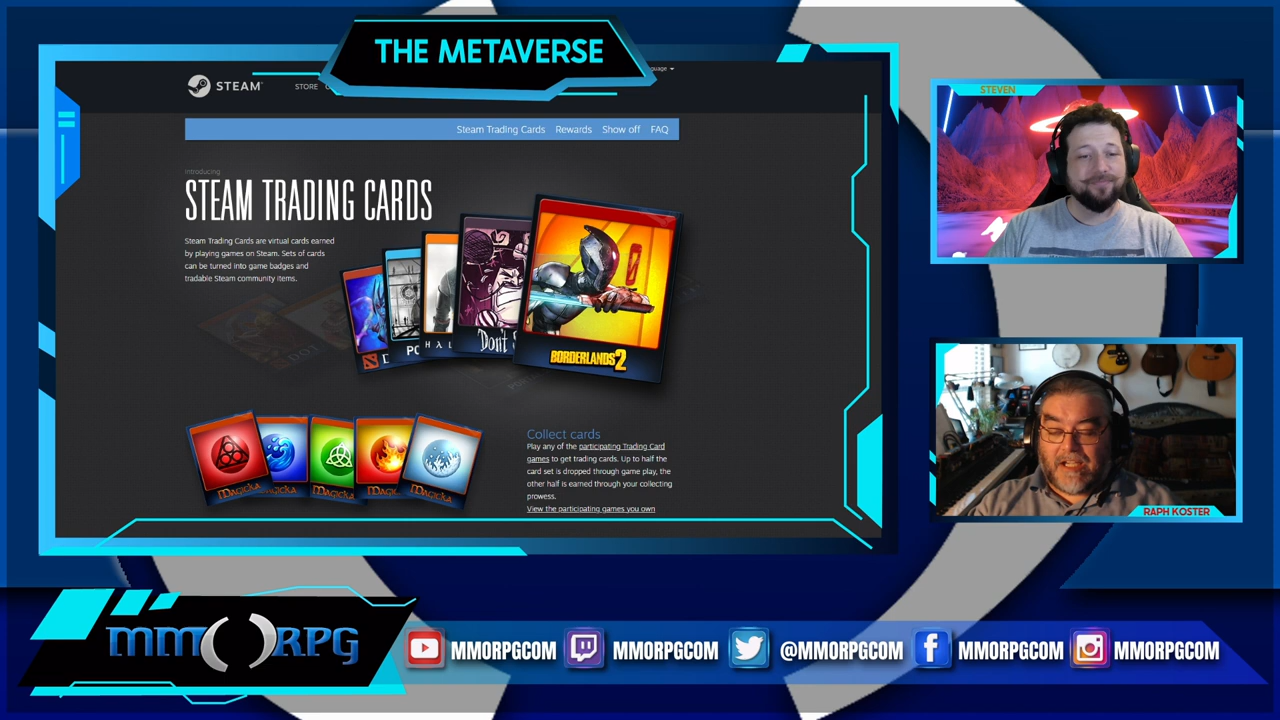 THE METAVERSE
STEAM
STORE
Steam Trading Cards Rewards Show off FAQ
introducing
STEAM TRADING CARDS
Steam Trading Cards are virtual cards earned
by playing games on Steam. Sets of cards
can be turned into game badges and
tradable Steam community items.
Don't
BORDERLANDS 2
MAGICKA
Collect cards
Play any of the participating Trading Card
games to get trading cards. Up to half the
card set is dropped through game play, the
other half is earned through your collecting
prowess.
View the participating games you own
STEVEN
RAPH KOSTER
MMORPG
MMORPGCOM
MMORPGCOM
@MMORPGCOM
MMORPGCOM
MMORPGCOM